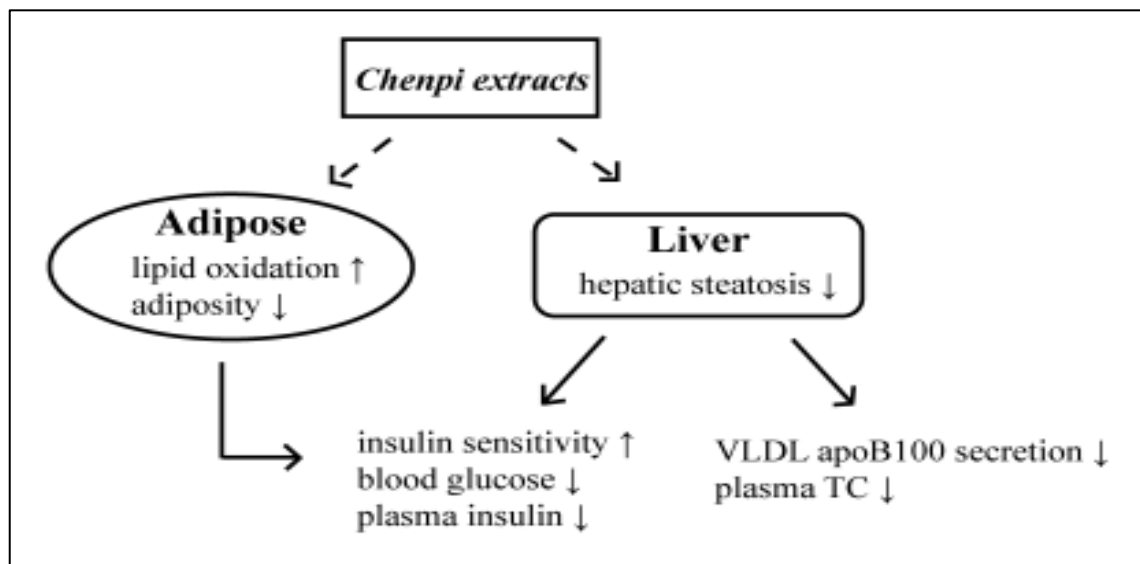 Chenpi extracts
Adipose
lipid oxidation ↑
adiposity ↓
Liver
hepatic steatosis ↓
insulin sensitivity ↑
blood glucose ↓
plasma insulin ↓
VLDL apoB100 secretion ↓
plasma TC ↓